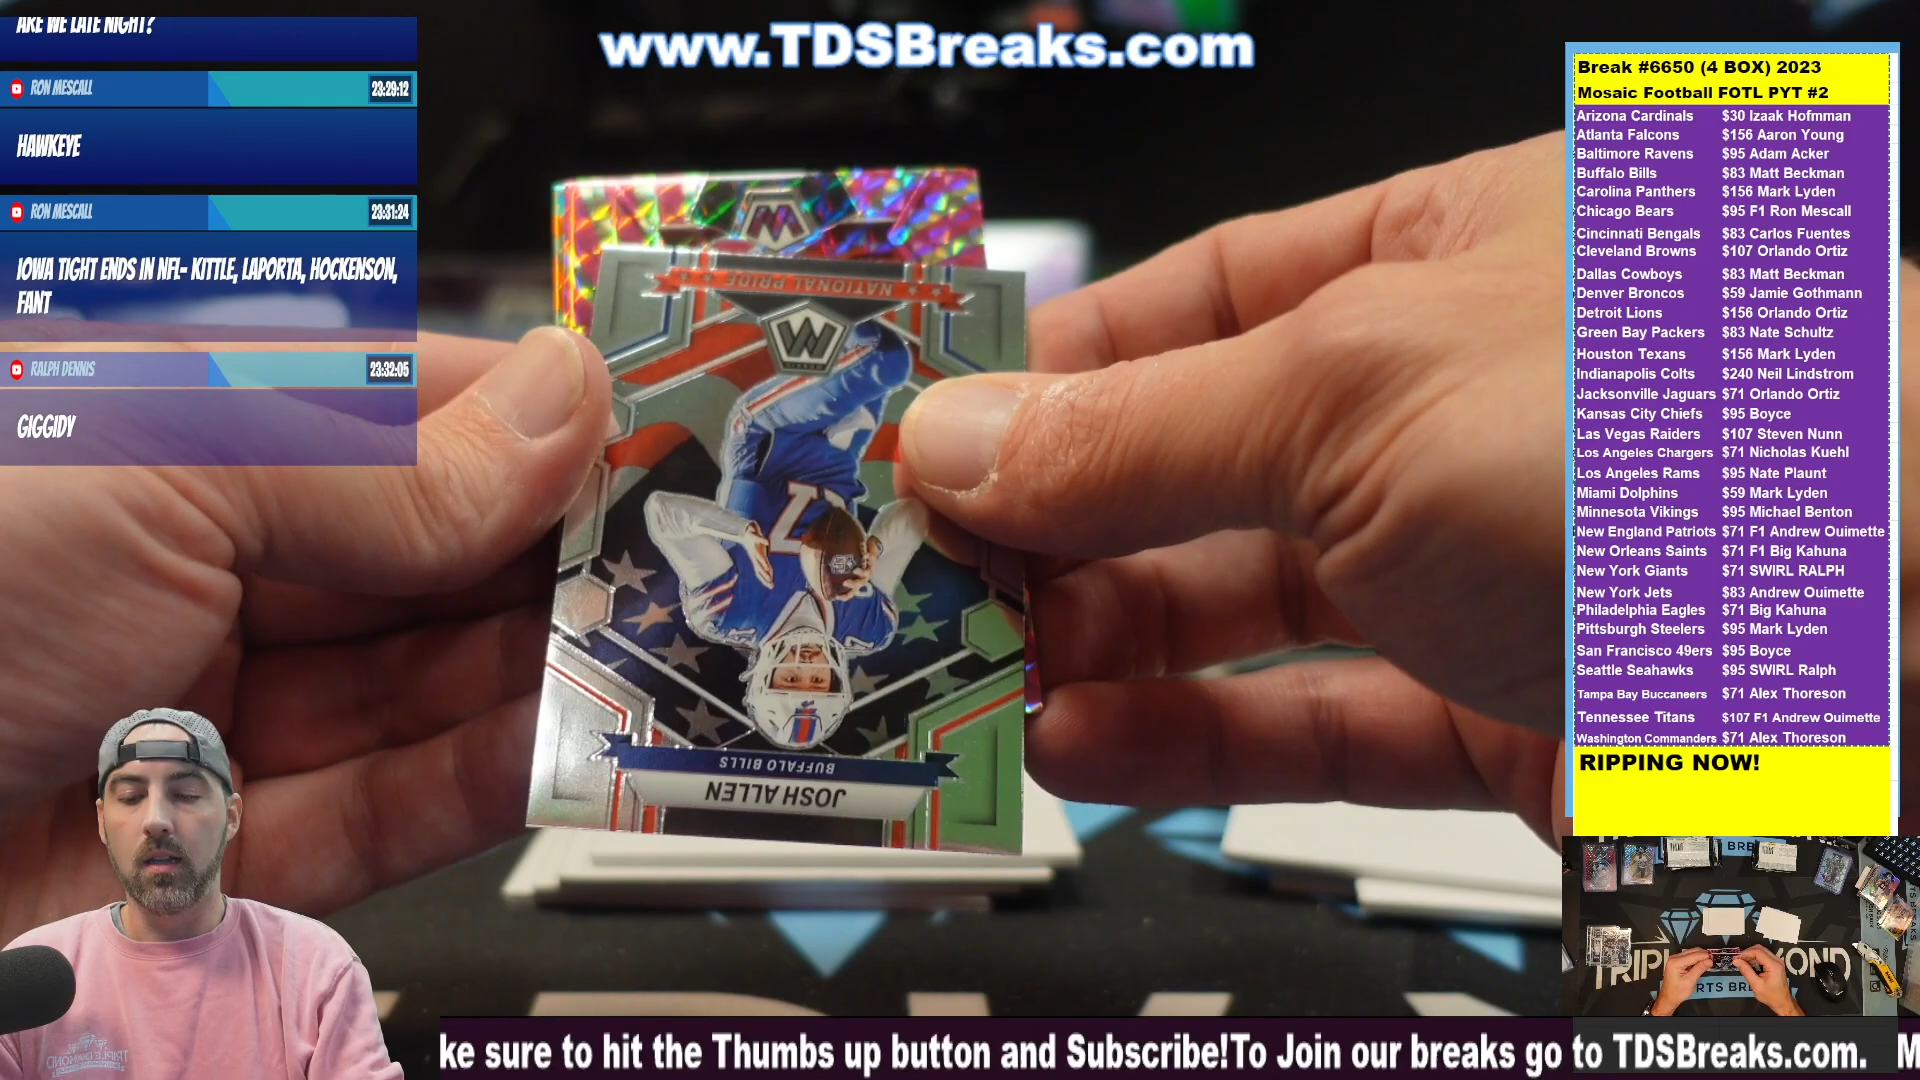 ARE WE LATE NIGHT?
RON MESCALL 23:29:12
HAWKEYE
RON MESCALL 23:31:24
IOWA TIGHT ENDS IN NFL- KITTLE, LAPORTA, HOCKENSON,
FANT
RALPH DENNIS 23:32:05
GIGGIDY
www.TDSBreaks.com
NATIONAL PRIDE
BUFFALO BILLS
JOSH ALLEN
Break #6650 (4 BOX) 2023
Mosaic Football FOTL PYT #2
Arizona Cardinals $30 Izaak Hofmman
Atlanta Falcons $156 Aaron Young
Baltimore Ravens $95 Adam Acker
Buffalo Bills $83 Matt Beckman
Carolina Panthers $156 Mark Lyden
Chicago Bears $95 F1 Ron Mescall
Cincinnati Bengals $83 Carlos Fuentes
Cleveland Browns $107 Orlando Ortiz
Dallas Cowboys $83 Matt Beckman
Denver Broncos $59 Jamie Gothmann
Detroit Lions $156 Orlando Ortiz
Green Bay Packers $83 Nate Schultz
Houston Texans $156 Mark Lyden
Indianapolis Colts $240 Neil Lindstrom
Jacksonville Jaguars $71 Orlando Ortiz
Kansas City Chiefs $95 Boyce
Las Vegas Raiders $107 Steven Nunn
Los Angeles Chargers $71 Nicholas Kuehl
Los Angeles Rams $95 Nate Plaunt
Miami Dolphins $59 Mark Lyden
Minnesota Vikings $95 Michael Benton
New England Patriots $71 F1 Andrew Ouimette
New Orleans Saints $71 F1 Big Kahuna
New York Giants $71 SWIRL RALPH
New York Jets $83 Andrew Ouimette
Philadelphia Eagles $71 Big Kahuna
Pittsburgh Steelers $95 Mark Lyden
San Francisco 49ers $95 Boyce
Seattle Seahawks $95 SWIRL Ralph
Tampa Bay Buccaneers $71 Alex Thoreson
Tennessee Titans $107 F1 Andrew Ouimette
Washington Commanders $71 Alex Thoreson
RIPPING NOW!
ke sure to hit the Thumbs up button and Subscribe!To Join our breaks go to TDSBreaks.com. M